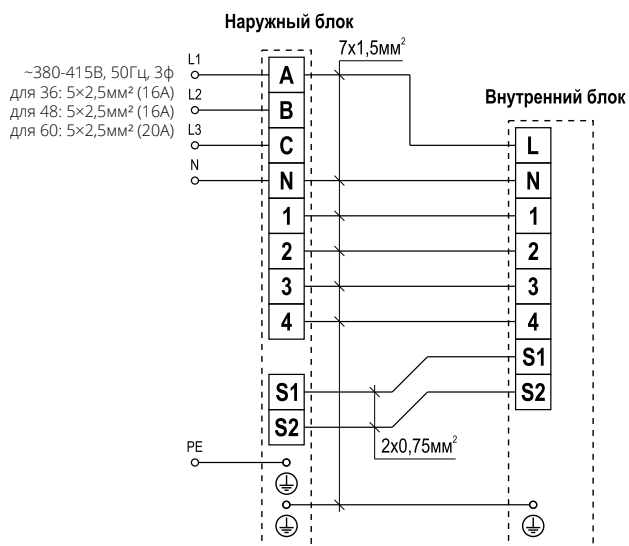 Наружный блок
7x1,5мм²
~380-415В, 50Гц, 3ф
для 36: 5×2,5мм² (16А)
для 48: 5×2,5мм² (16А)
для 60: 5×2,5мм² (20А)
L1
L2
L3
N
A
B
C
N
1
2
3
4
S1
S2
PE
2x0,75мм²
Внутренний блок
L
N
1
2
3
4
S1
S2